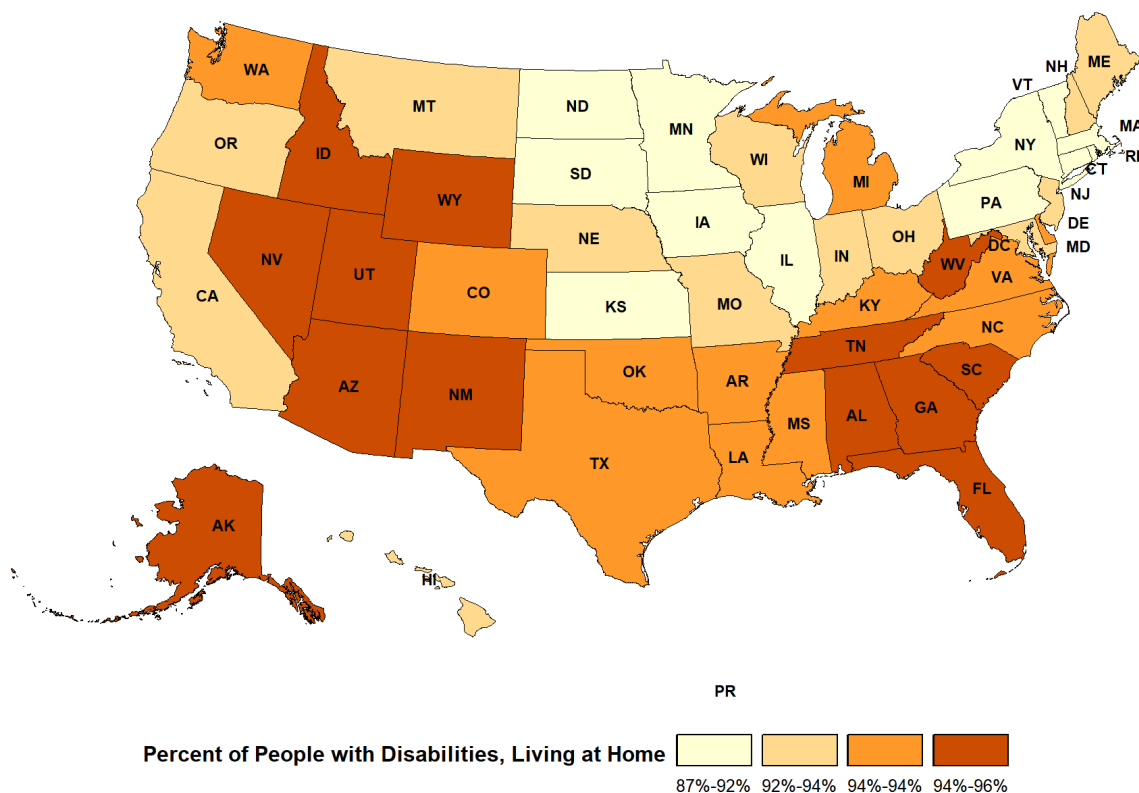 WA
MT
ND
MN
OR
ID
WY
SD
WI
MI
NH
VT
ME
MA
NY
RI
CT
NV
UT
CO
NE
IA
IL
IN
OH
PA
NJ
DE
MD
DC
CA
KS
MO
KY
WV
VA
AZ
NM
OK
AR
TN
NC
SC
TX
LA
MS
AL
GA
FL
AK
HI
PR
Percent of People with Disabilities, Living at Home
87%-92% 92%-94% 94%-94% 94%-96%